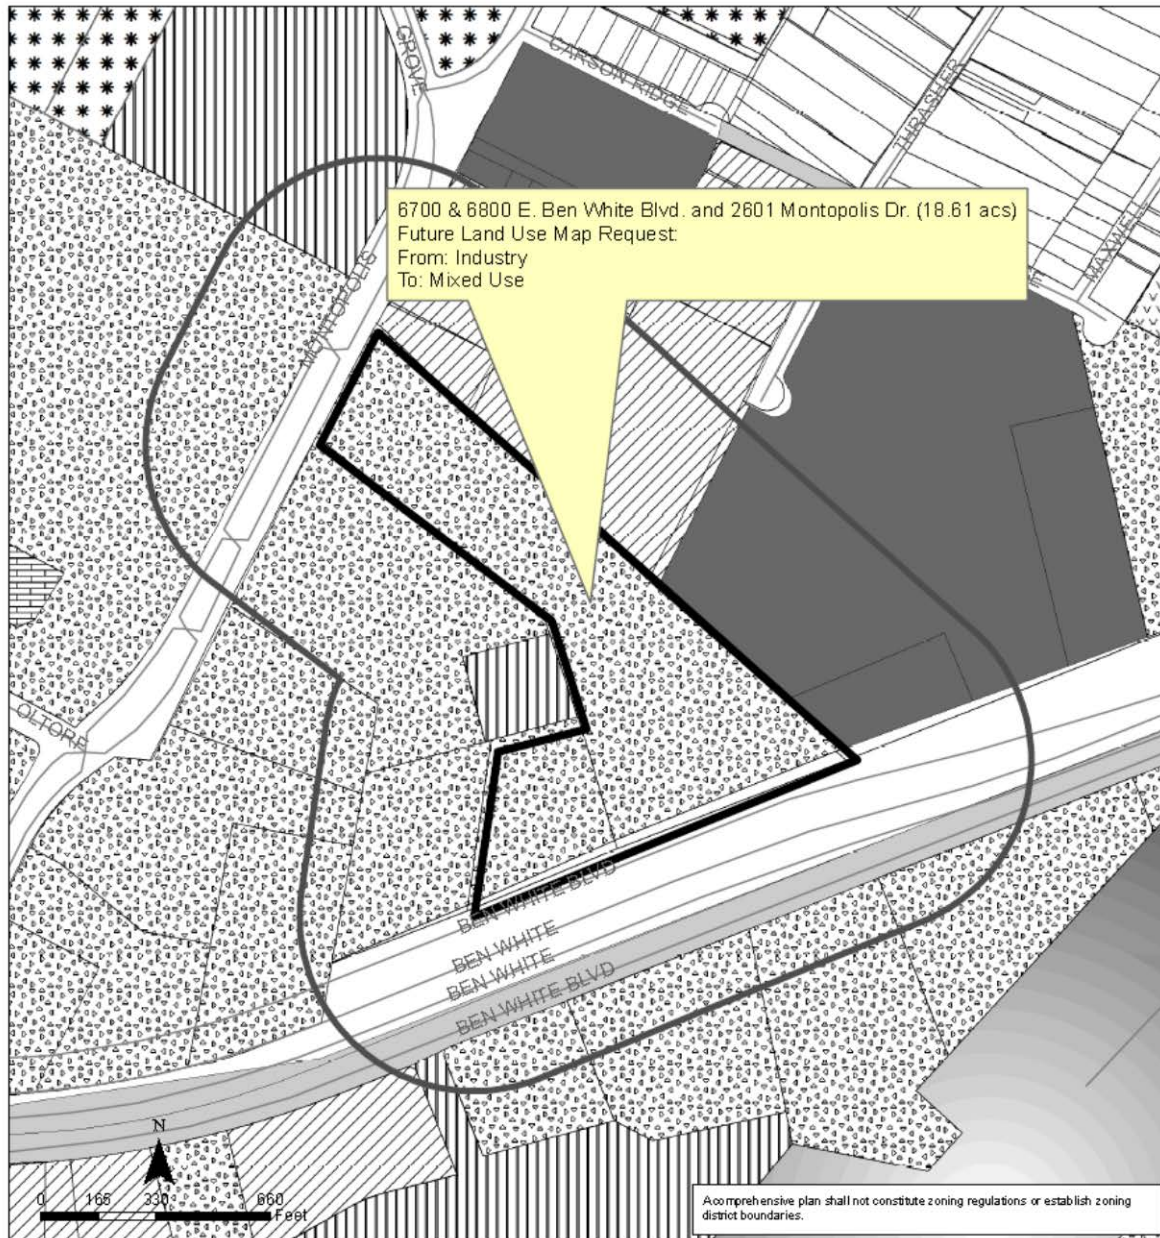 GROVE
CARSON RIDGE
THRASHER
MAXWELL
6700 & 6800 E. Ben White Blvd. and 2601 Montopolis Dr. (18.61 acs)
Future Land Use Map Request:
From: Industry
To: Mixed Use
MONTOPOLIS
OLTORF
BEN WHITE BLVD
BEN WHITE
BEN WHITE
BEN WHITE BLVD
N
0 165 330 660
Feet
A comprehensive plan shall not constitute zoning regulations or establish zoning
district boundaries.